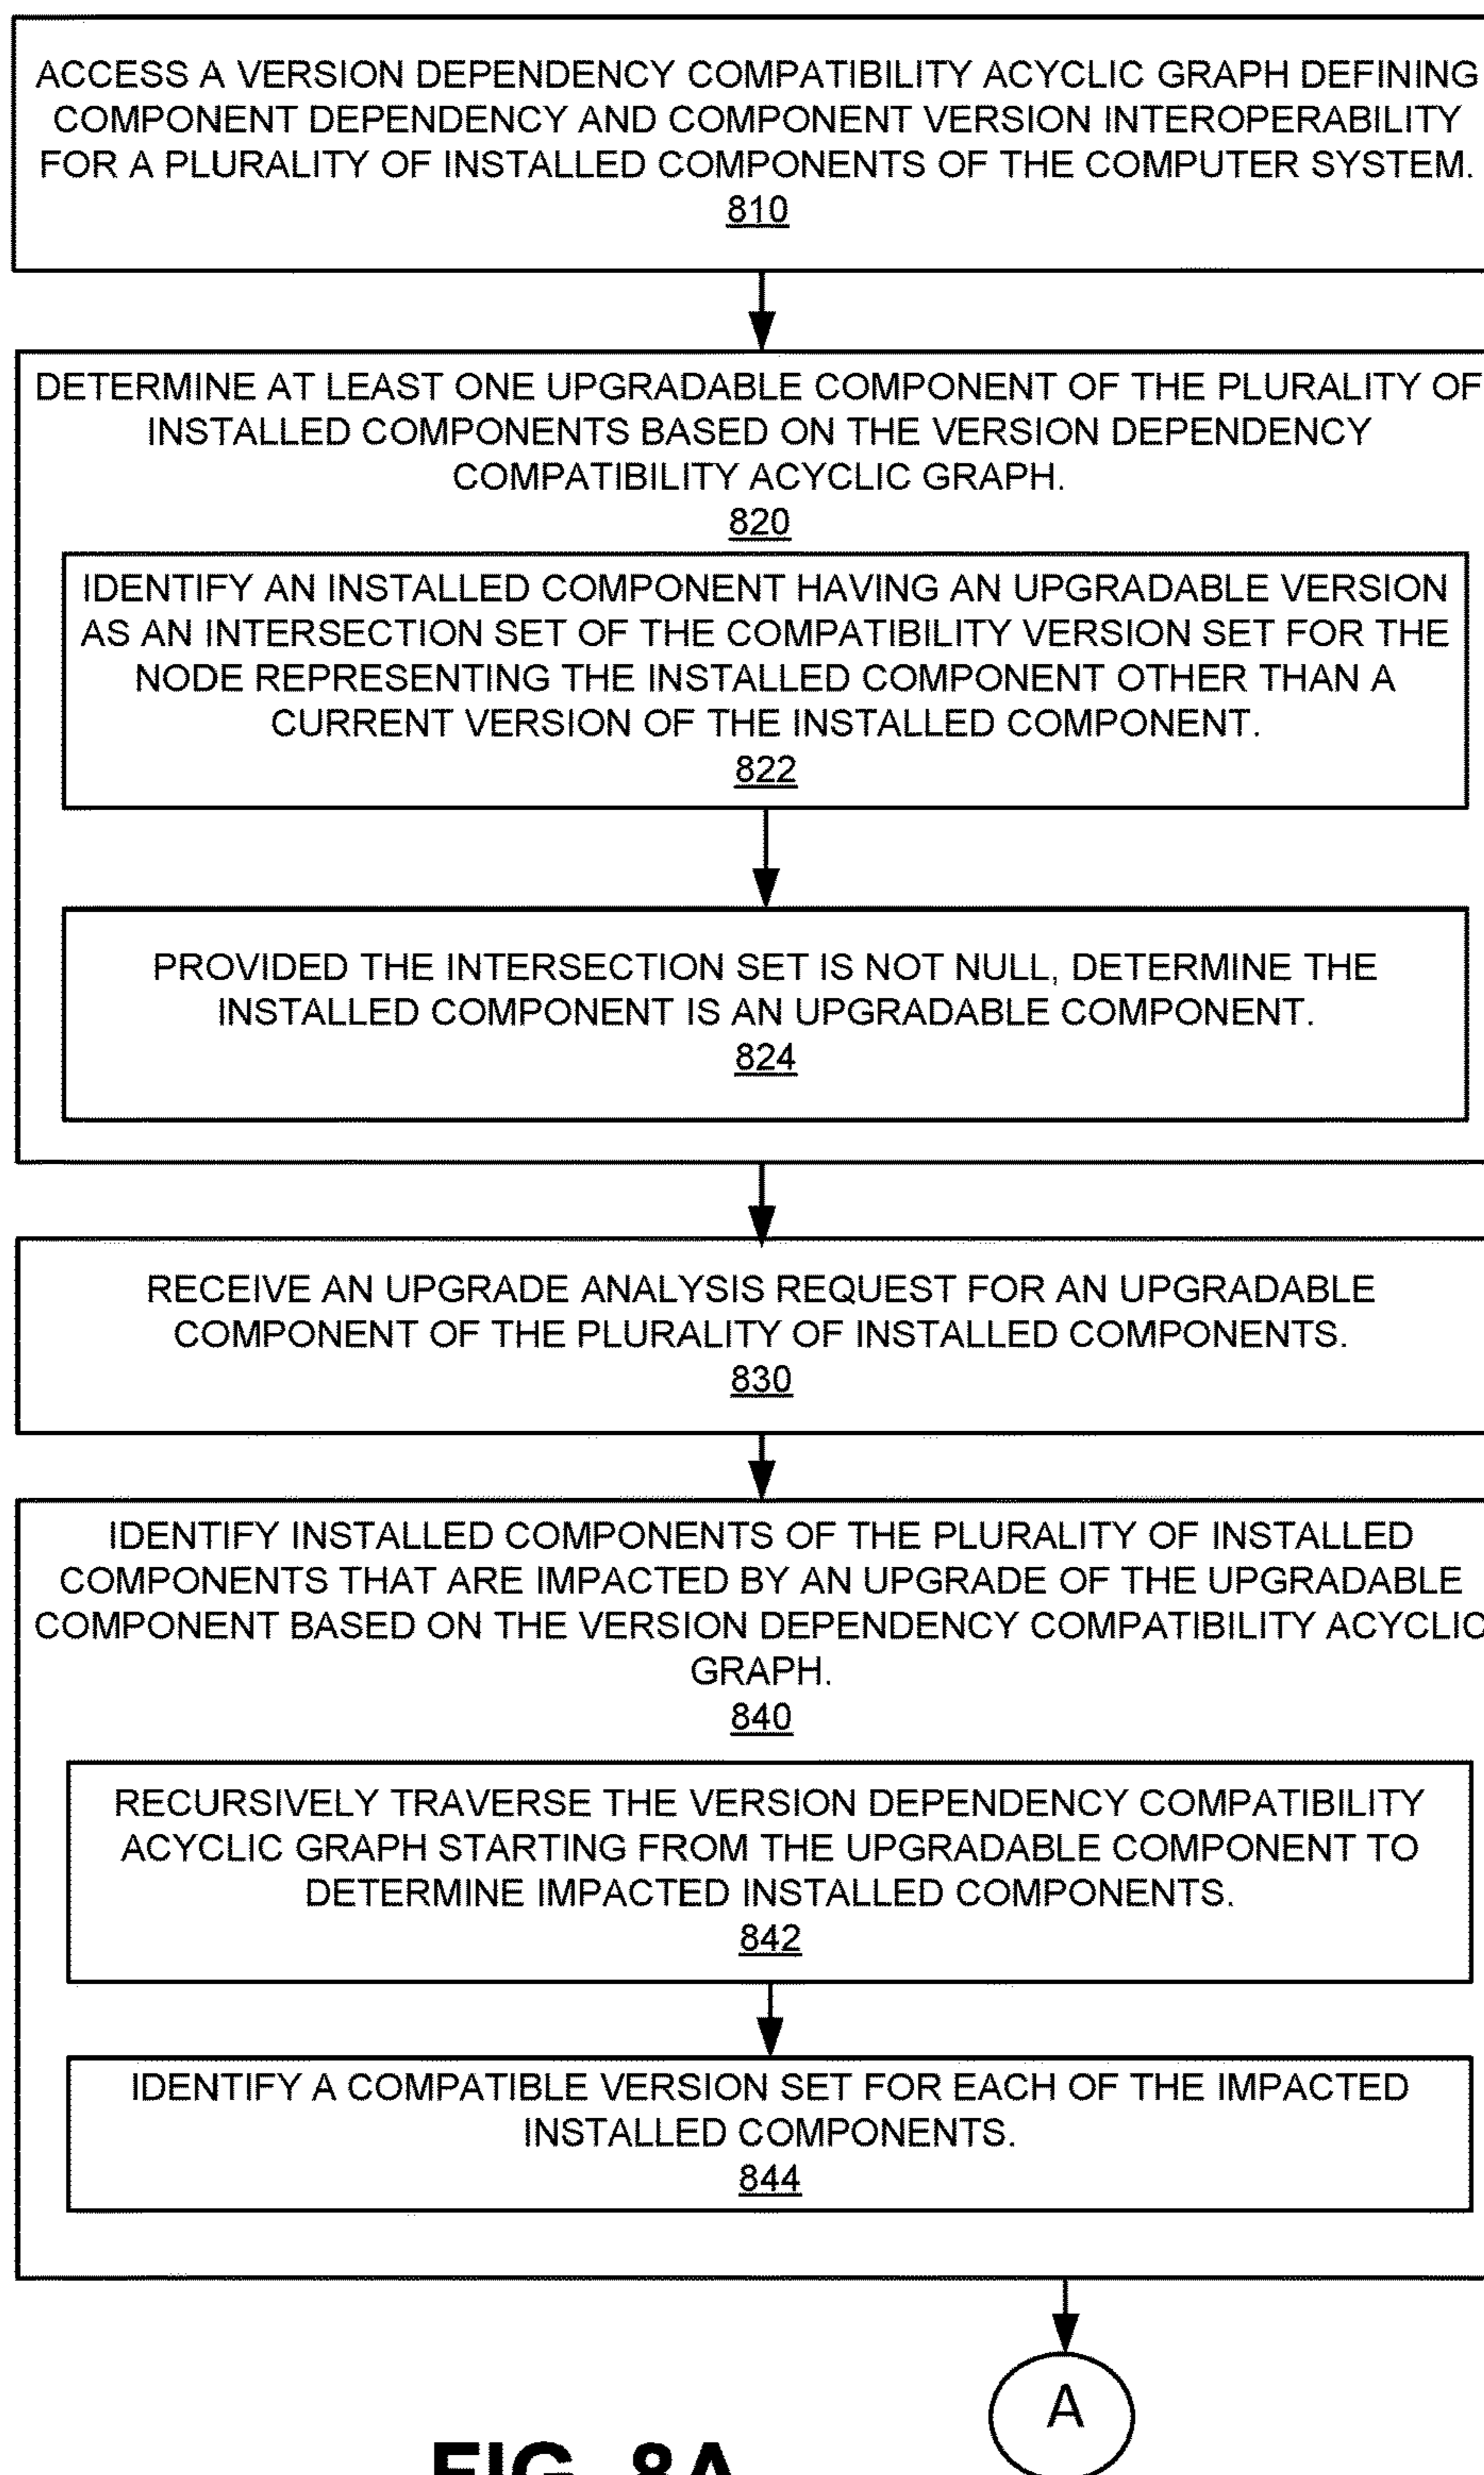 ACCESS A VERSION DEPENDENCY COMPATIBILITY ACYCLIC GRAPH DEFINING
COMPONENT DEPENDENCY AND COMPONENT VERSION INTEROPERABILITY
FOR A PLURALITY OF INSTALLED COMPONENTS OF THE COMPUTER SYSTEM.
810
DETERMINE AT LEAST ONE UPGRADABLE COMPONENT OF THE PLURALITY OF
INSTALLED COMPONENTS BASED ON THE VERSION DEPENDENCY
COMPATIBILITY ACYCLIC GRAPH.
820
IDENTIFY AN INSTALLED COMPONENT HAVING AN UPGRADABLE VERSION
AS AN INTERSECTION SET OF THE COMPATIBILITY VERSION SET FOR THE
NODE REPRESENTING THE INSTALLED COMPONENT OTHER THAN A
CURRENT VERSION OF THE INSTALLED COMPONENT.
822
PROVIDED THE INTERSECTION SET IS NOT NULL, DETERMINE THE
INSTALLED COMPONENT IS AN UPGRADABLE COMPONENT.
824
RECEIVE AN UPGRADE ANALYSIS REQUEST FOR AN UPGRADABLE
COMPONENT OF THE PLURALITY OF INSTALLED COMPONENTS.
830
IDENTIFY INSTALLED COMPONENTS OF THE PLURALITY OF INSTALLED
COMPONENTS THAT ARE IMPACTED BY AN UPGRADE OF THE UPGRADABLE
COMPONENT BASED ON THE VERSION DEPENDENCY COMPATIBILITY ACYCLIC
GRAPH.
840
RECURSIVELY TRAVERSE THE VERSION DEPENDENCY COMPATIBILITY
ACYCLIC GRAPH STARTING FROM THE UPGRADABLE COMPONENT TO
DETERMINE IMPACTED INSTALLED COMPONENTS.
842
IDENTIFY A COMPATIBLE VERSION SET FOR EACH OF THE IMPACTED
INSTALLED COMPONENTS.
844
A
FIG. 8A